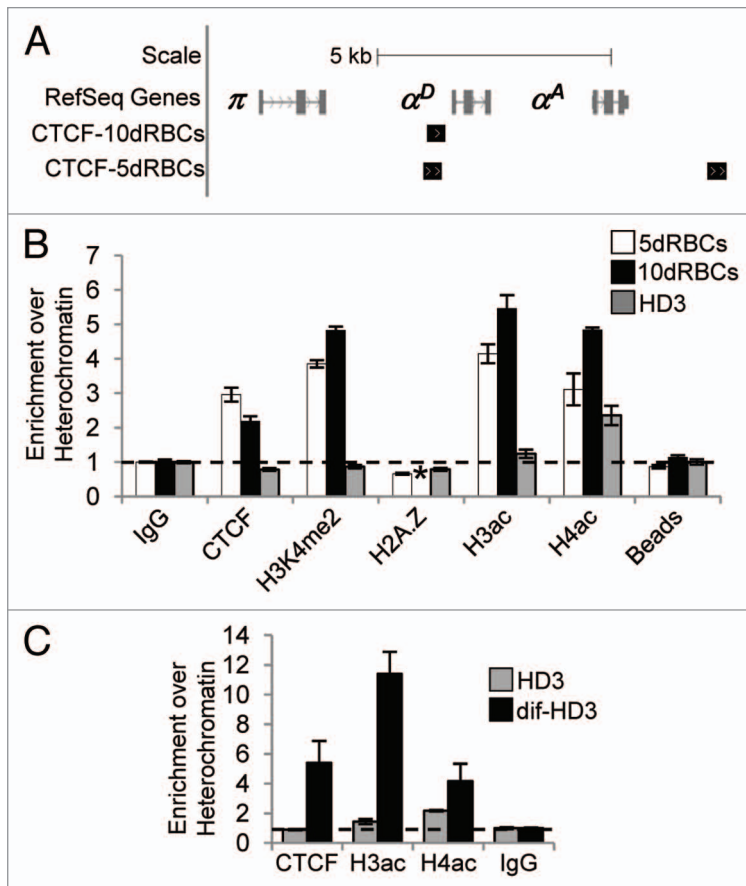 A
Scale
5 kb
RefSeq Genes
π
α^D
α^A
CTCF-10dRBCs
CTCF-5dRBCs
B
Enrichment over
Heterochromatin
7
6
5
4
3
2
1
0
5dRBCs
10dRBCs
HD3
*
IgG
CTCF
H3K4me2
H2A.Z
H3ac
H4ac
Beads
C
Enrichment over
Heterochromatin
14
12
10
8
6
4
2
0
HD3
dif-HD3
CTCF H3ac H4ac IgG